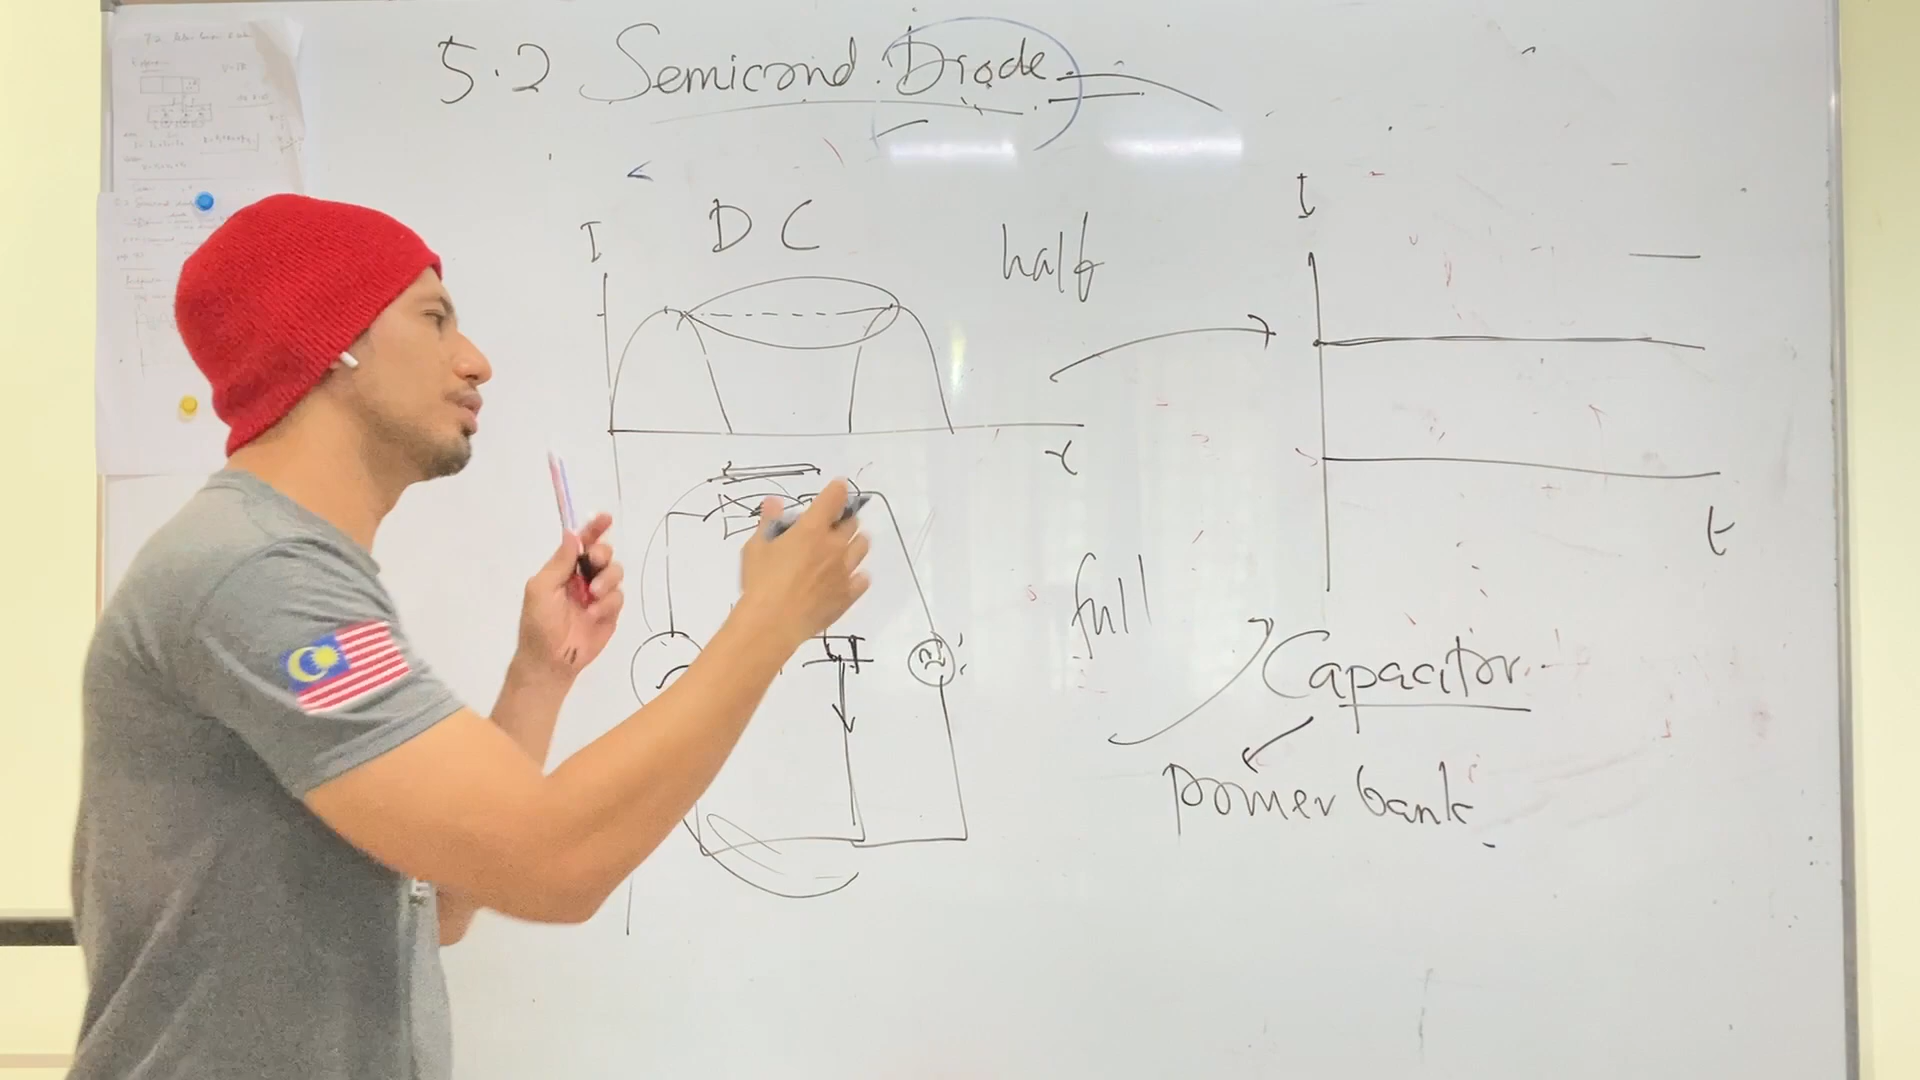 5.2 Semicond. Diode
I
D C
half
I
t
full
Capacitor
Power bank